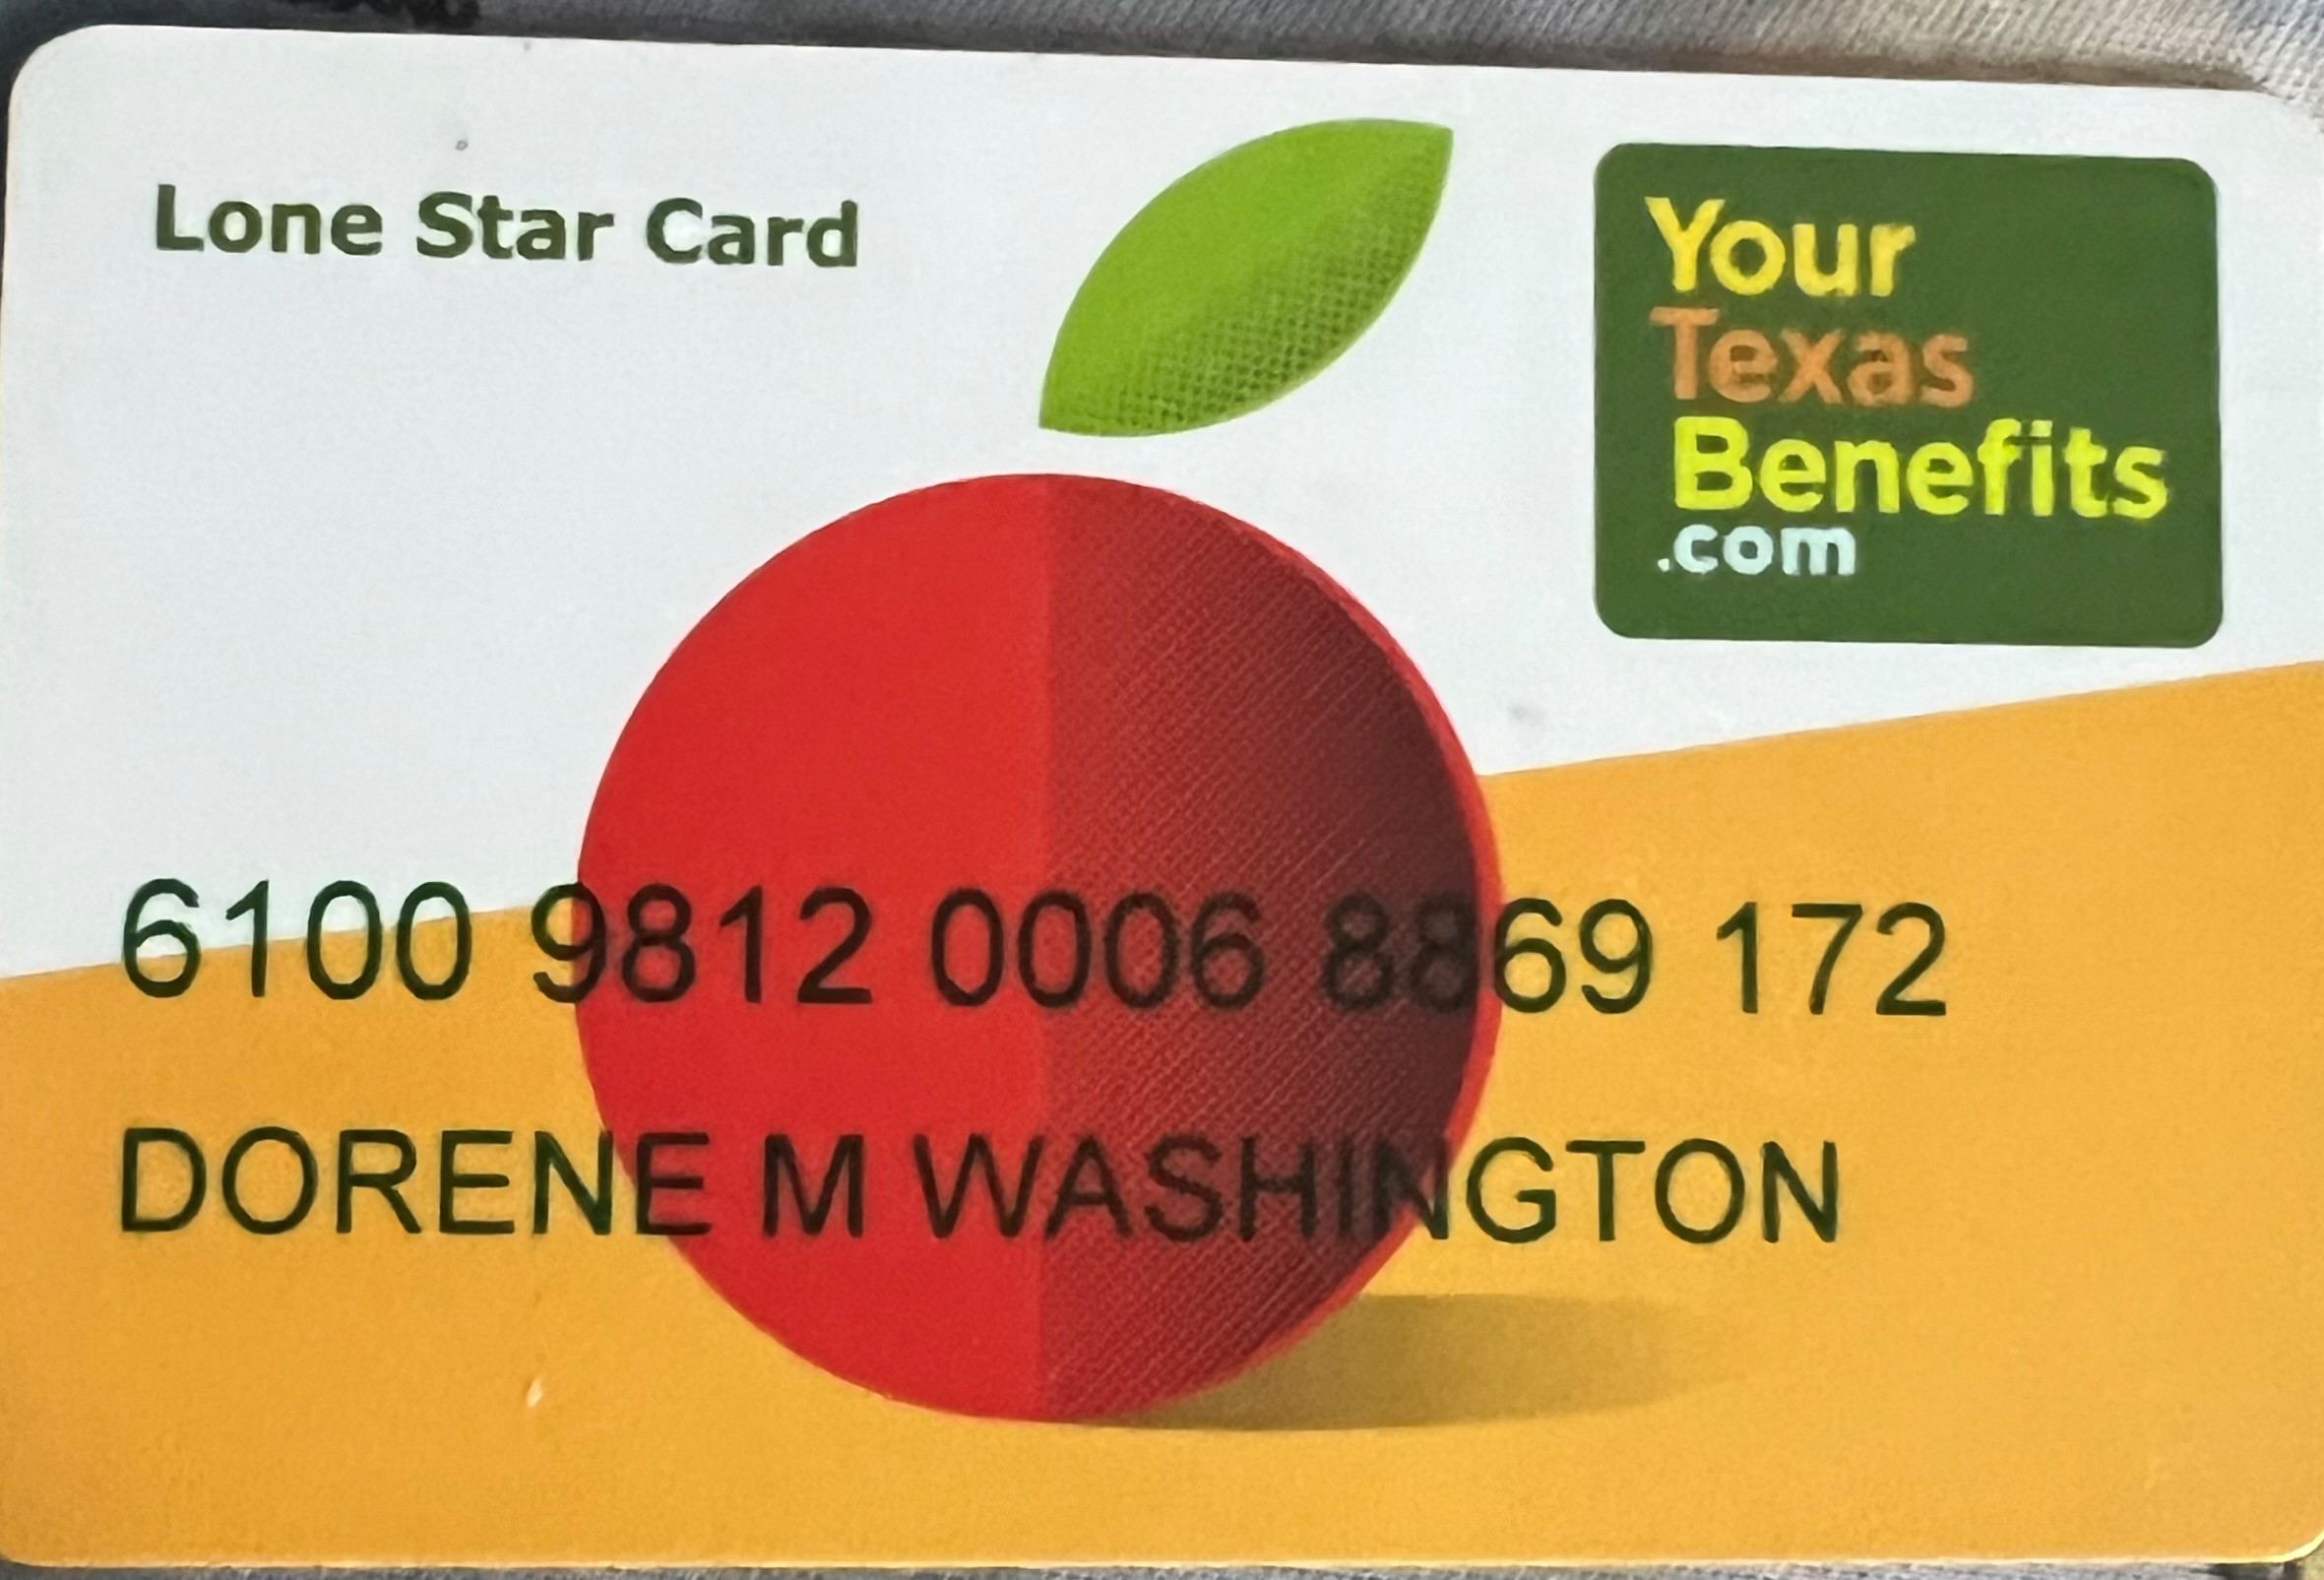 Lone Star Card
Your
Texas
Benefits
.com
6100 9812 0006 8869 172
DORENE M WASHINGTON